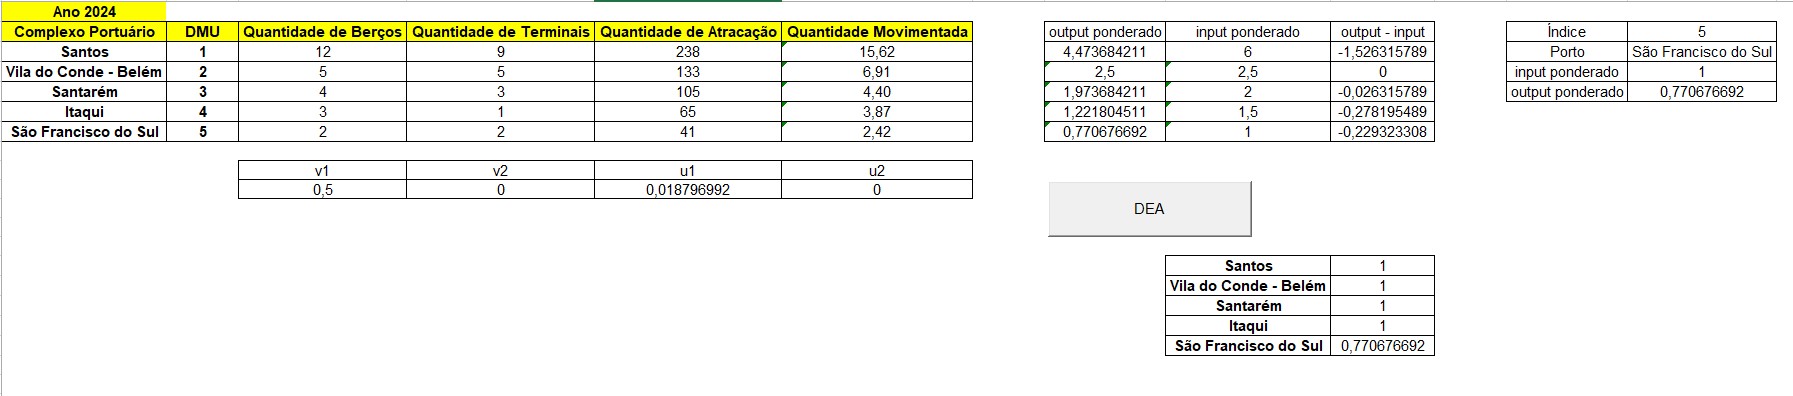 Ano 2024
Complexo Portuário DMU Quantidade de Berços Quantidade de Terminais Quantidade de Atracação Quantidade Movimentada output ponderado input ponderado output - input Índice 5
Santos 1 12 9 238 15,62 4,473684211 6 -1,526315789 Porto São Francisco do Sul
Vila do Conde - Belém 2 5 5 133 6,91 2,5 2,5 0 input ponderado 1
Santarém 3 4 3 105 4,40 1,973684211 2 -0,026315789 output ponderado 0,770676692
Itaqui 4 3 1 65 3,87 1,221804511 1,5 -0,278195489
São Francisco do Sul 5 2 2 41 2,42 0,770676692 1 -0,229323308
v1 v2 u1 u2
0,5 0 0,018796992 0
DEA
Santos 1
Vila do Conde - Belém 1
Santarém 1
Itaqui 1
São Francisco do Sul 0,770676692